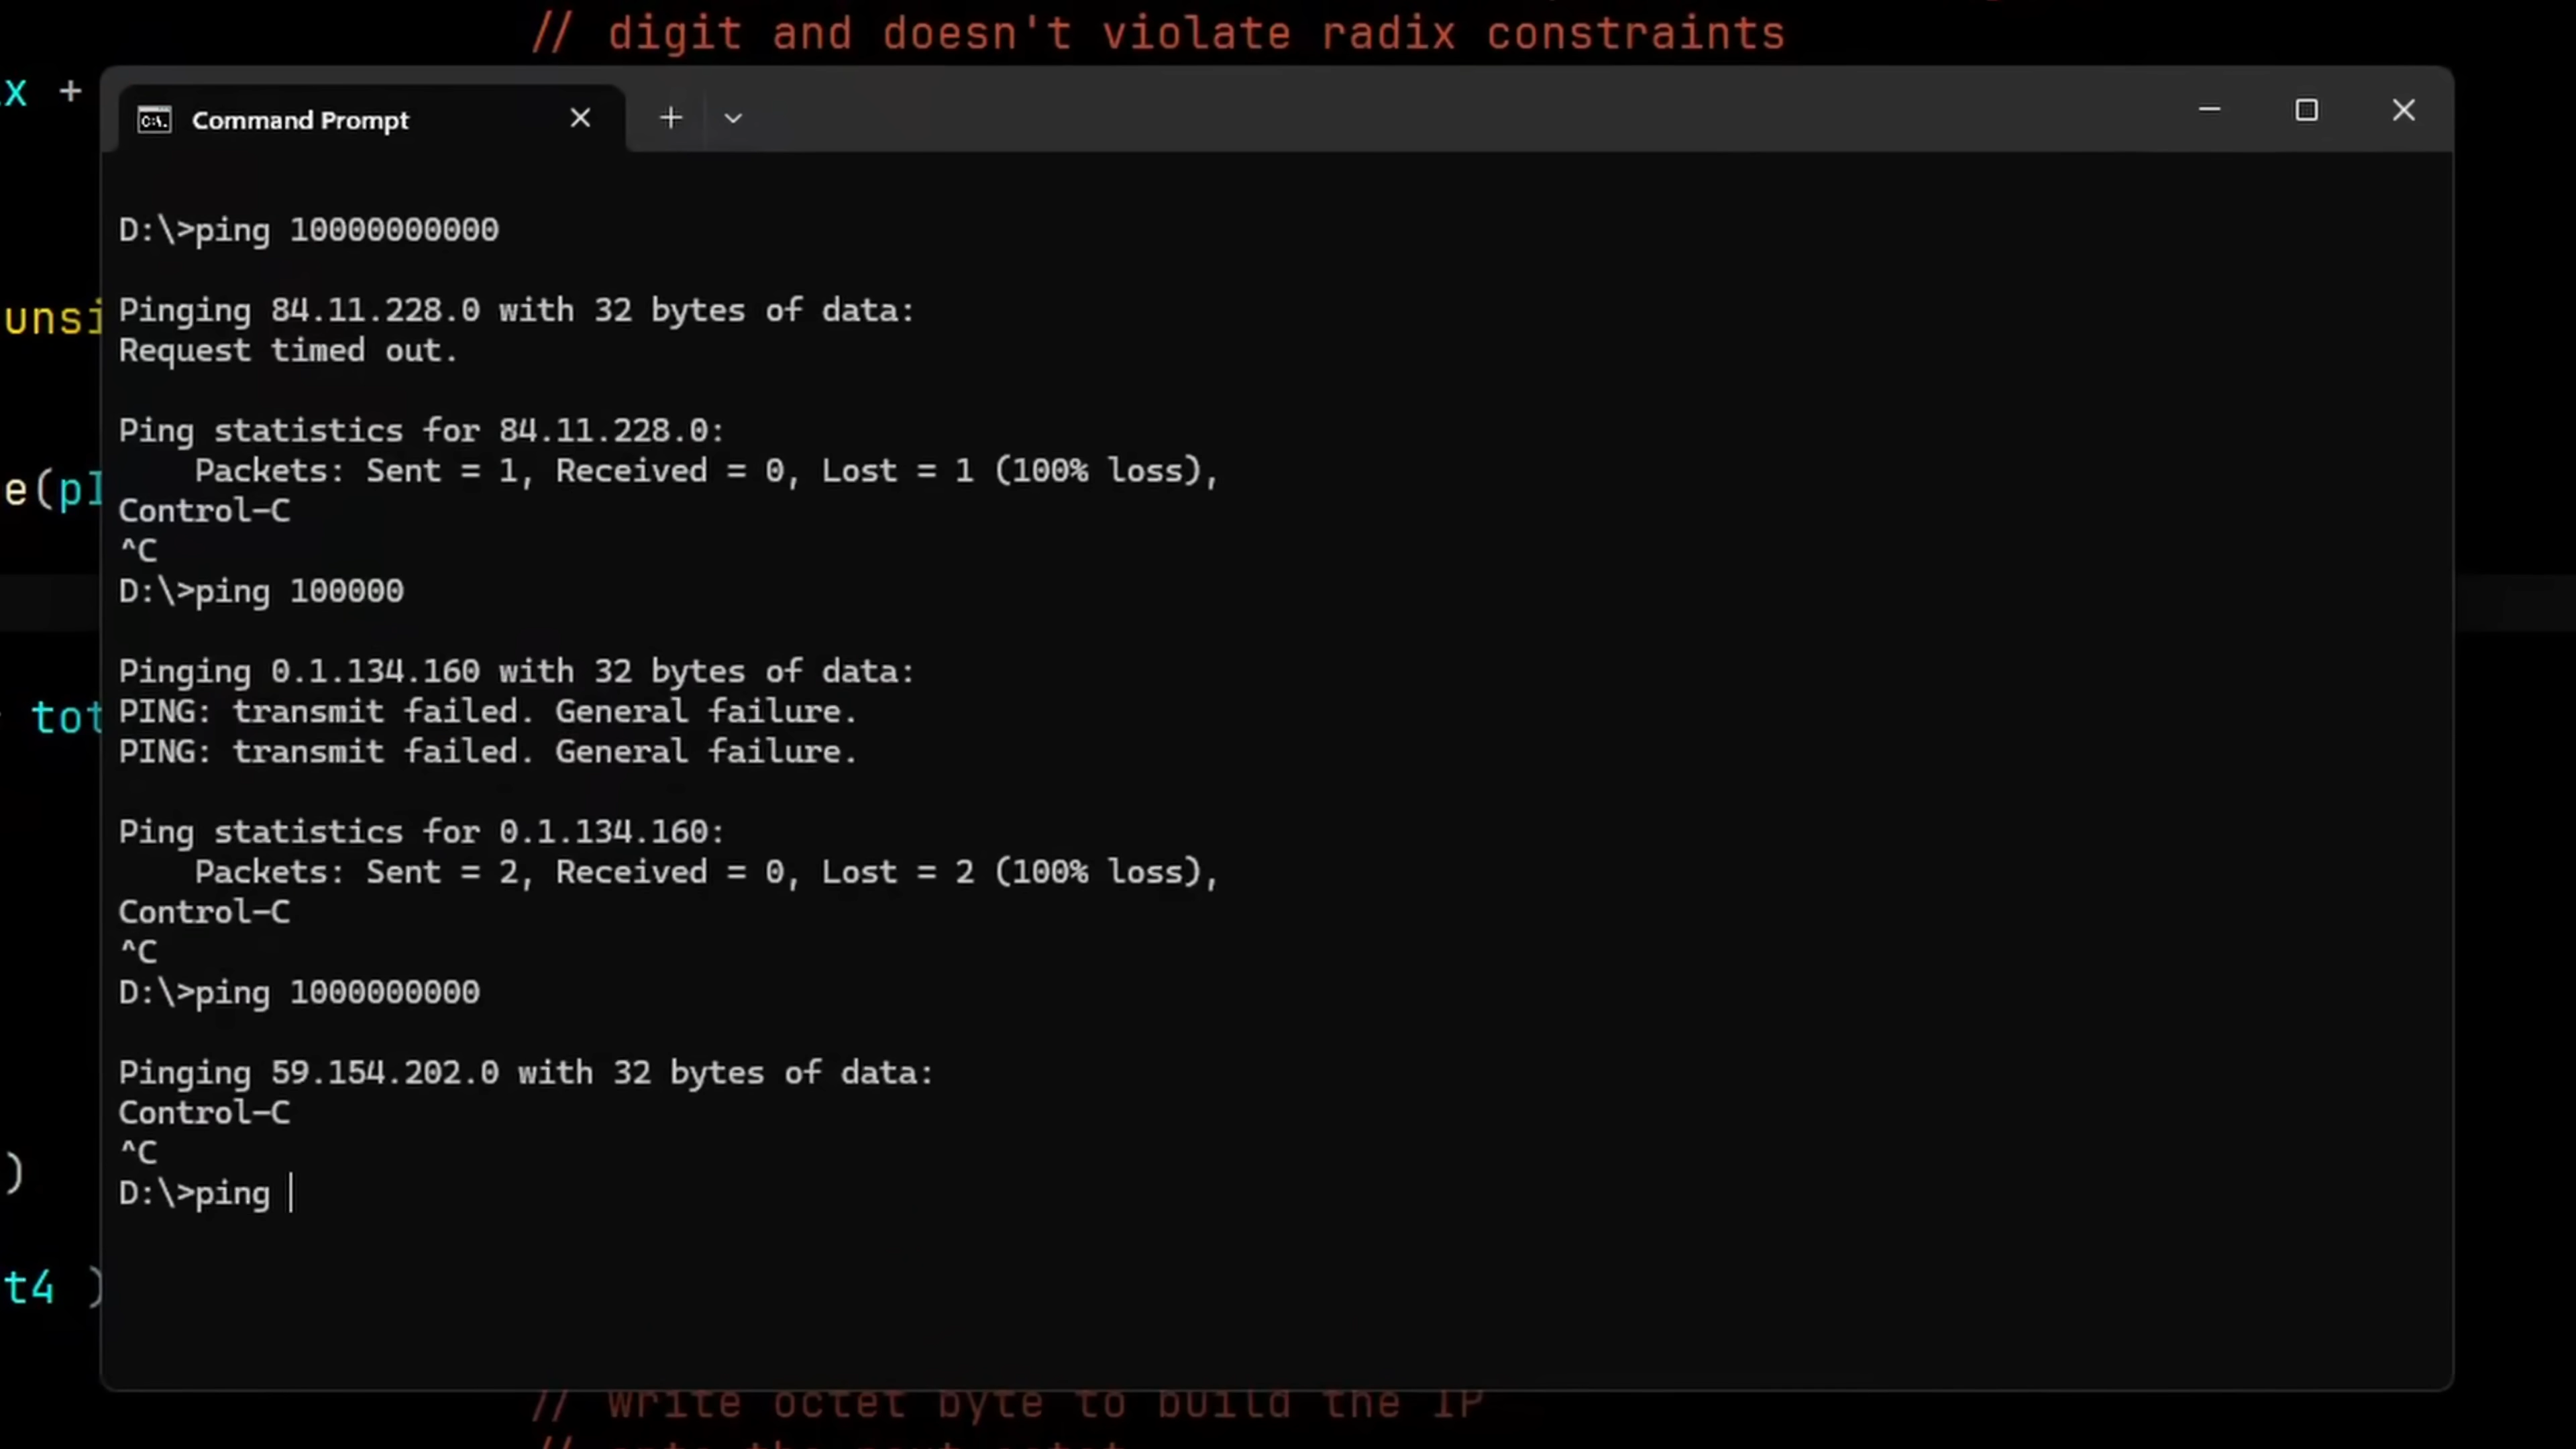 // digit and doesn't violate radix constraints
x +
Command Prompt
D:\>ping 10000000000
unsi
Pinging 84.11.228.0 with 32 bytes of data:
Request timed out.
Ping statistics for 84.11.228.0:
Packets: Sent = 1, Received = 0, Lost = 1 (100% loss),
e(pI
Control-C
^C
D:\>ping 100000
Pinging 0.1.134.160 with 32 bytes of data:
tot
PING: transmit failed. General failure.
PING: transmit failed. General failure.
Ping statistics for 0.1.134.160:
Packets: Sent = 2, Received = 0, Lost = 2 (100% loss),
Control-C
^C
D:\>ping 1000000000
Pinging 59.154.202.0 with 32 bytes of data:
Control-C
^C
)
D:\>ping
t4 )
// write octet byte to build the IP